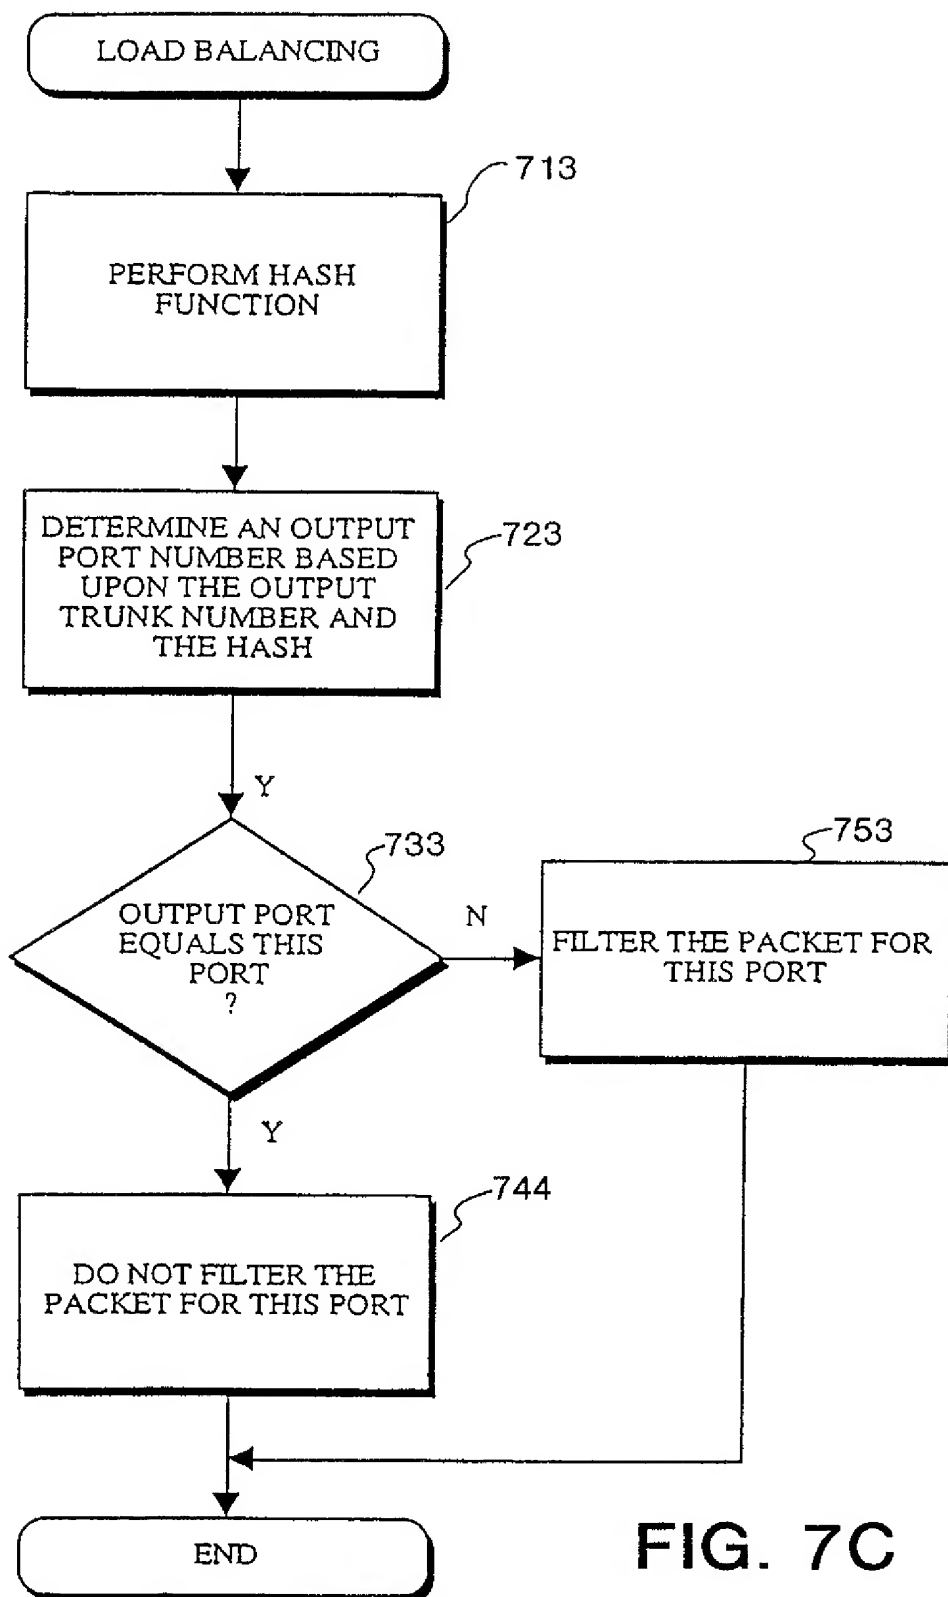 LOAD BALANCING
713
PERFORM HASH
FUNCTION
DETERMINE AN OUTPUT
PORT NUMBER BASED
UPON THE OUTPUT
TRUNK NUMBER AND
THE HASH
723
Y
733
OUTPUT PORT
EQUALS THIS
PORT
?
N
753
FILTER THE PACKET FOR
THIS PORT
Y
744
DO NOT FILTER THE
PACKET FOR THIS PORT
END
FIG. 7C